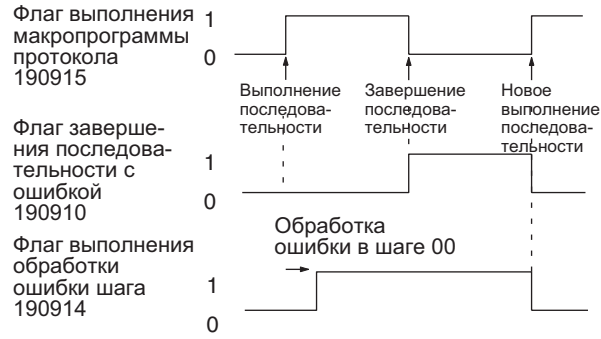 Флаг выполнения
макропрограммы
протокола
190915
1
0
Выполнение
последова-
тельности
Завершение
последова-
тельности
Новое
выполнение
последова-
тельности
Флаг заверше-
ния последова-
тельности с
ошибкой
190910
1
0
Обработка
ошибки в шаге 00
Флаг выполнения
обработки
ошибки шага
190914
1
0